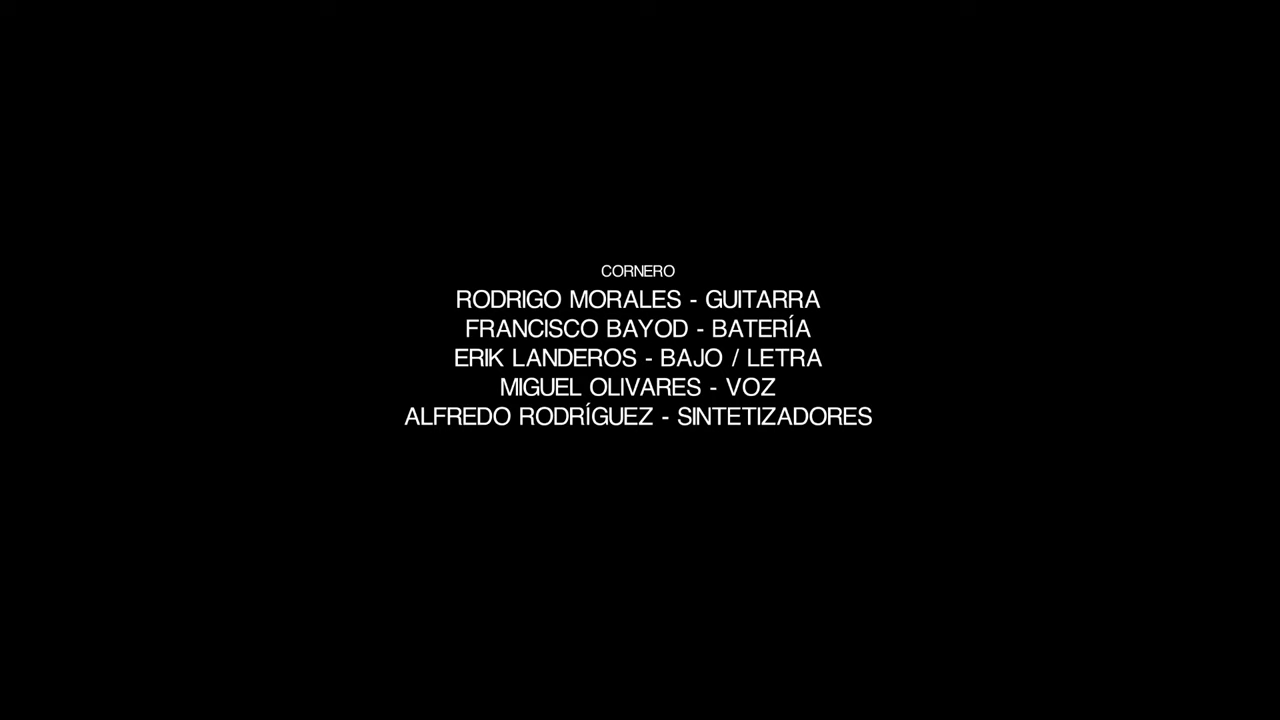 CORNERO
RODRIGO MORALES - GUITARRA
FRANCISCO BAYOD - BATERÍA
ERIK LANDEROS - BAJO / LETRA
MIGUEL OLIVARES - VOZ
ALFREDO RODRÍGUEZ - SINTETIZADORES